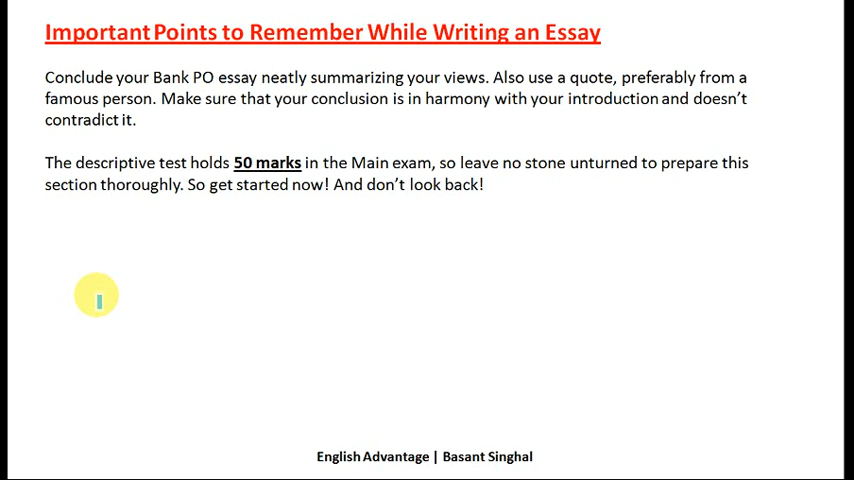 Important Points to Remember While Writing an Essay
Conclude your Bank PO essay neatly summarizing your views. Also use a quote, preferably from a
famous person. Make sure that your conclusion is in harmony with your introduction and doesn’t
contradict it.
The descriptive test holds 50 marks in the Main exam, so leave no stone unturned to prepare this
section thoroughly. So get started now! And don’t look back!
English Advantage | Basant Singhal